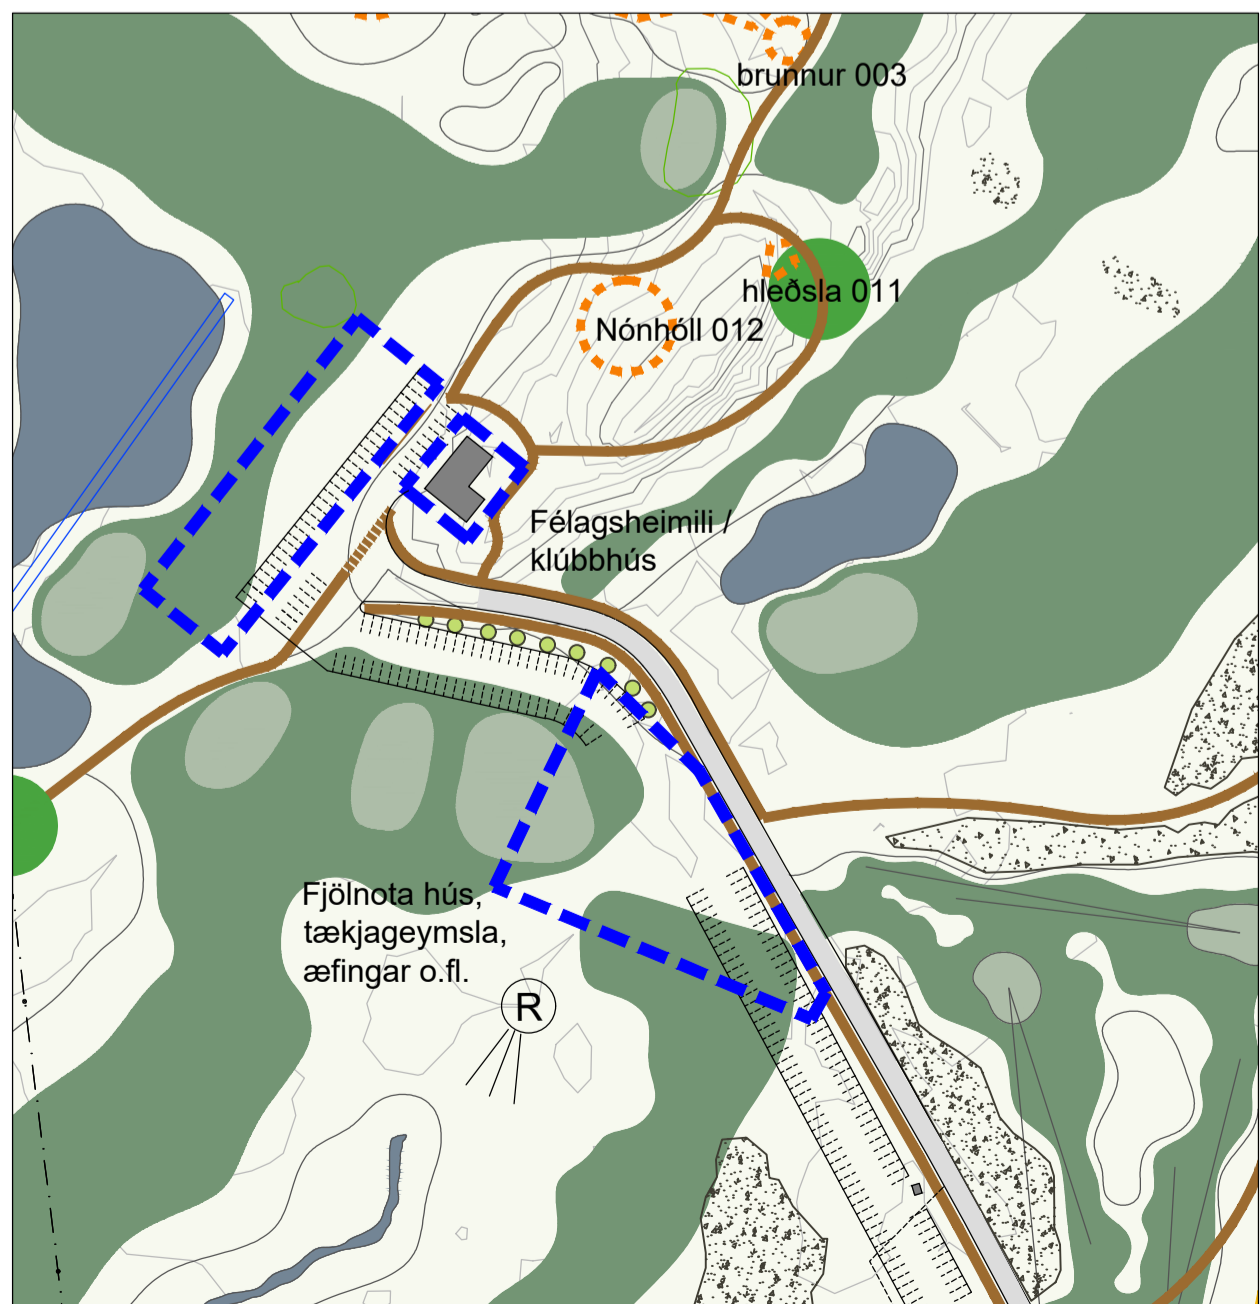 brunnur 003
hleðsla 011
Nónhóll 012
Félagsheimili /
klúbbhús
Fjölnota hús,
tækjageymsla,
æfingar o.fl.
R